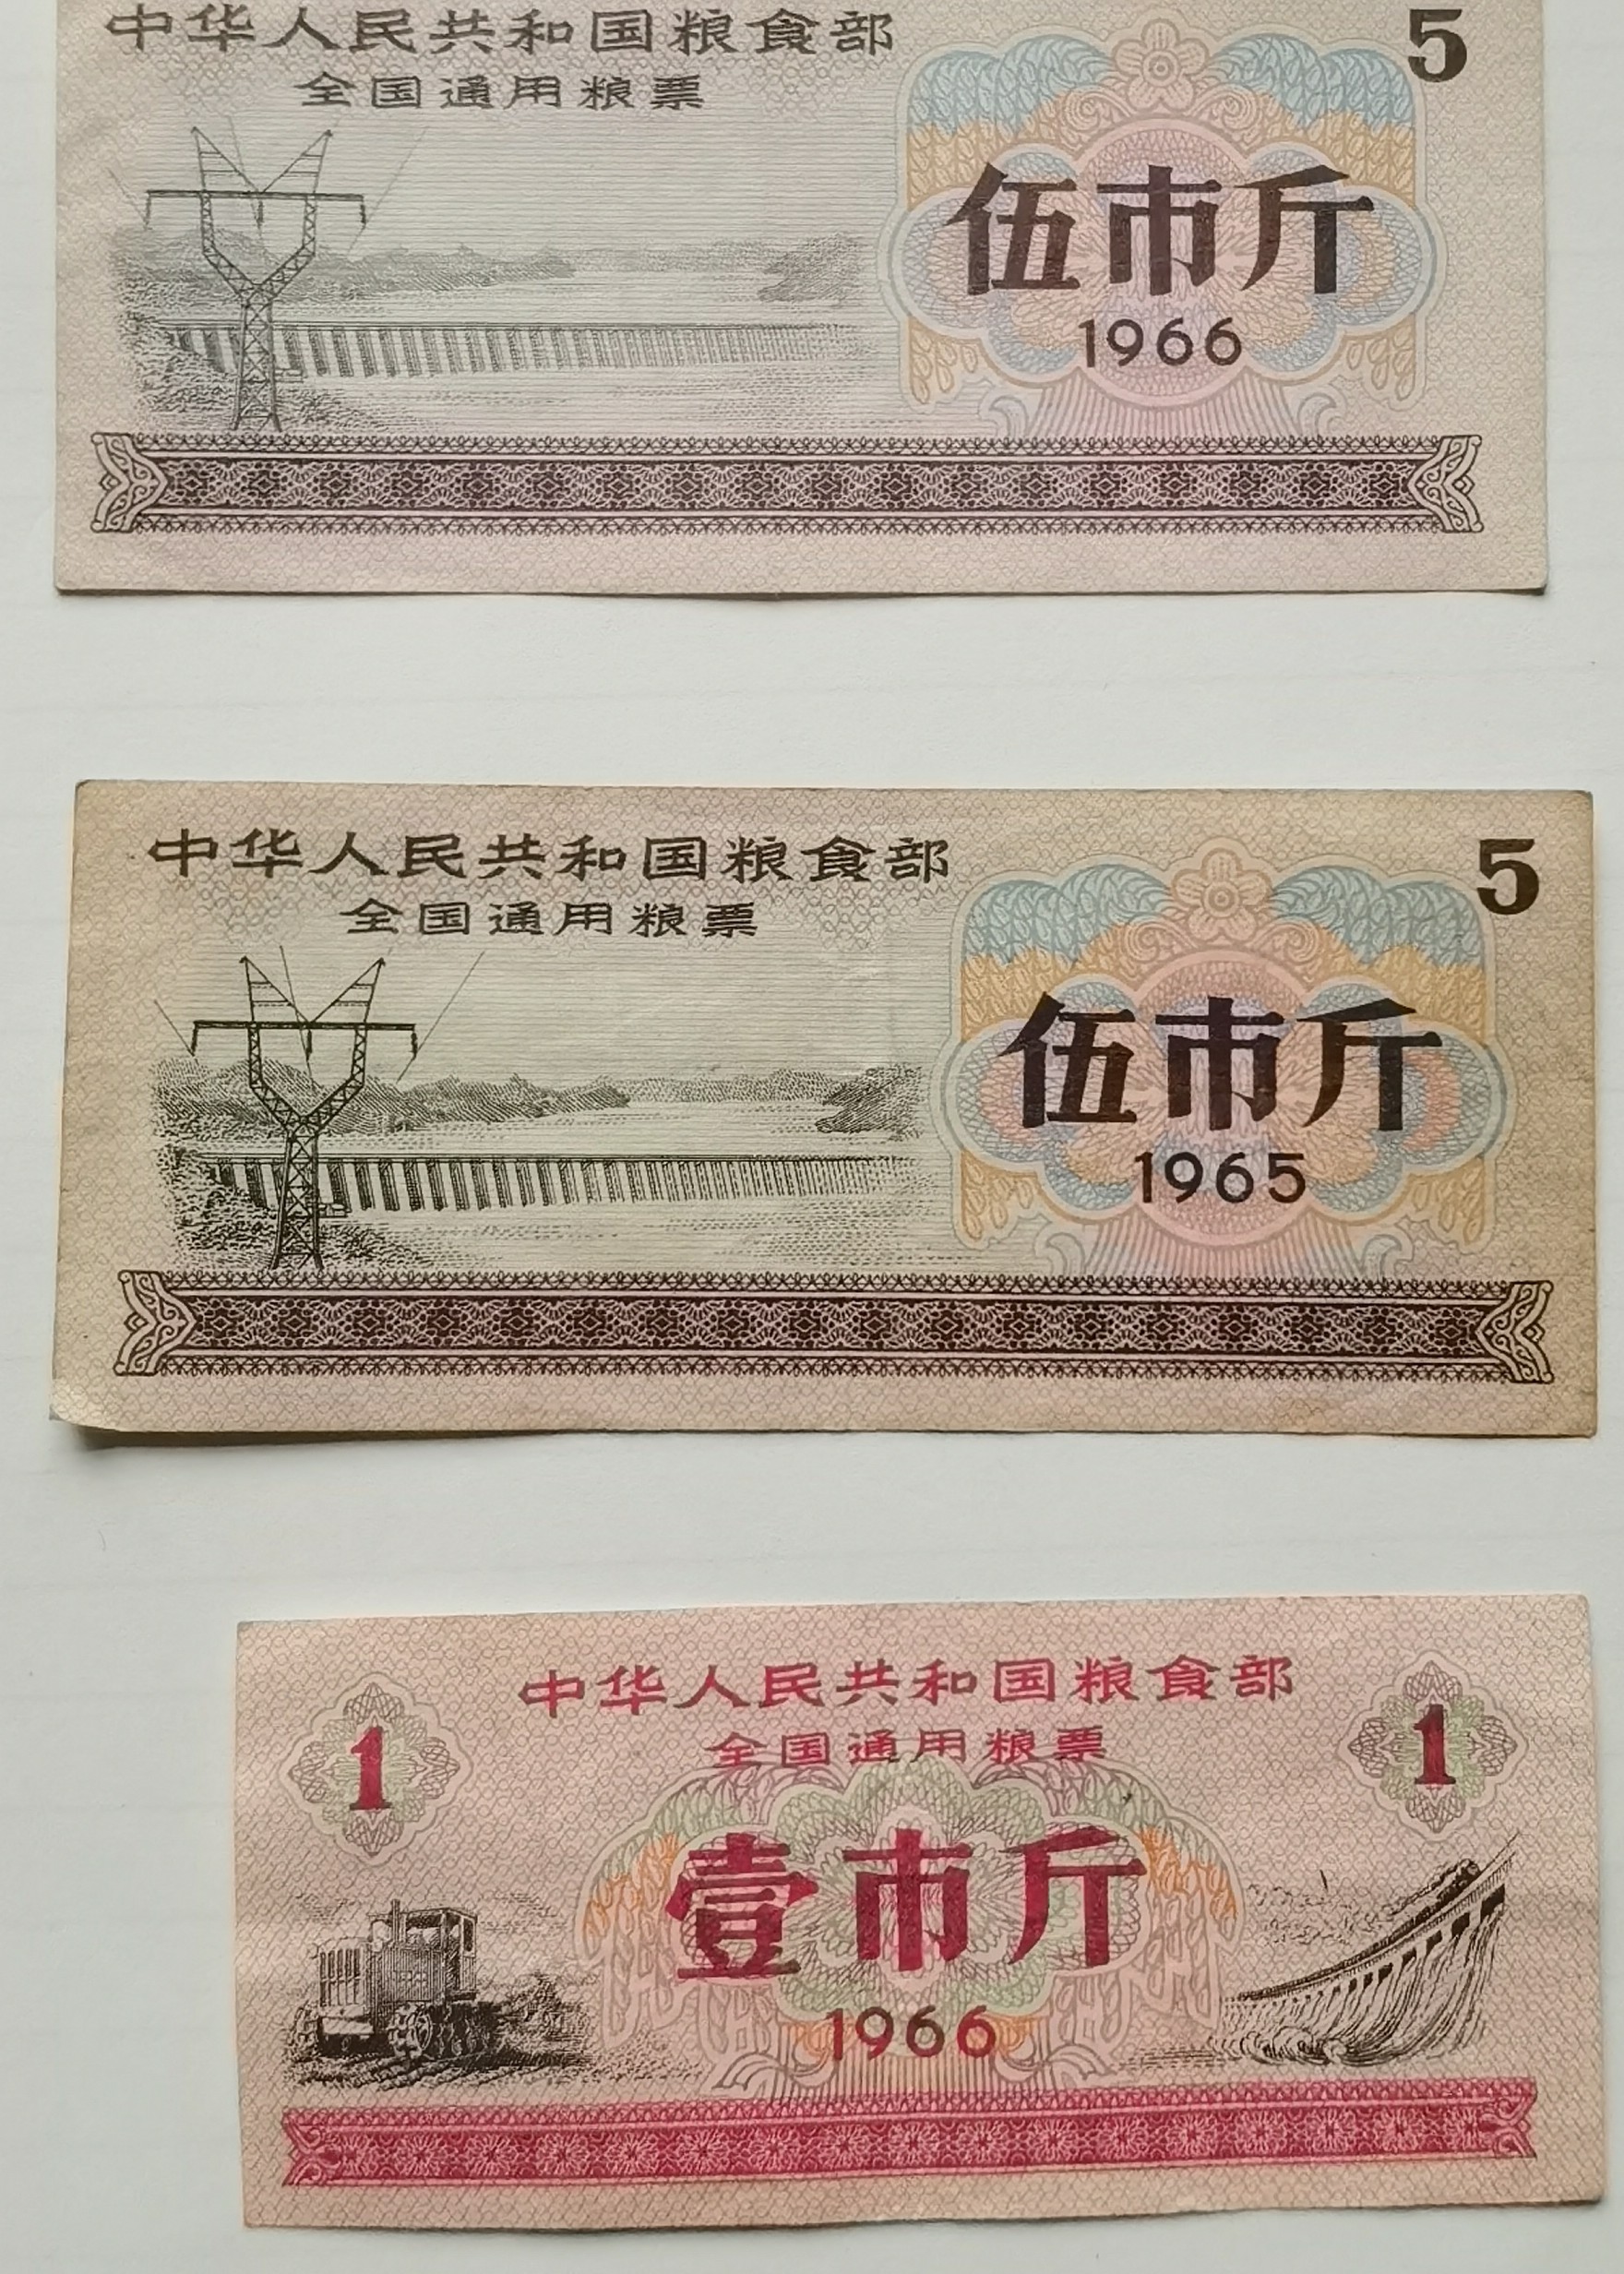 中华人民共和国粮食部 5
全国通用粮票
伍市斤
1966
中华人民共和国粮食部 5
全国通用粮票
伍市斤
1965
中华人民共和国粮食部
1 全国通用粮票 1
壹市斤
1966